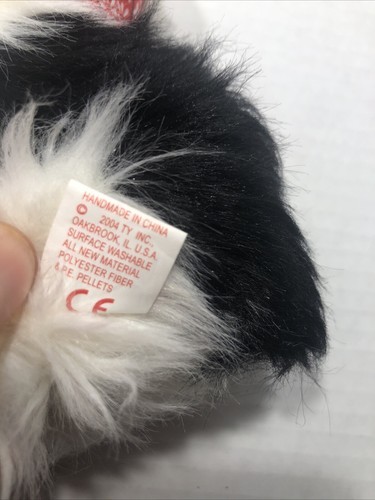 HANDMADE IN CHINA
© 2004 TY INC.,
OAKBROOK, IL. U.S.A.
SURFACE WASHABLE
ALL NEW MATERIAL
POLYESTER FIBER
& P.E. PELLETS
CE